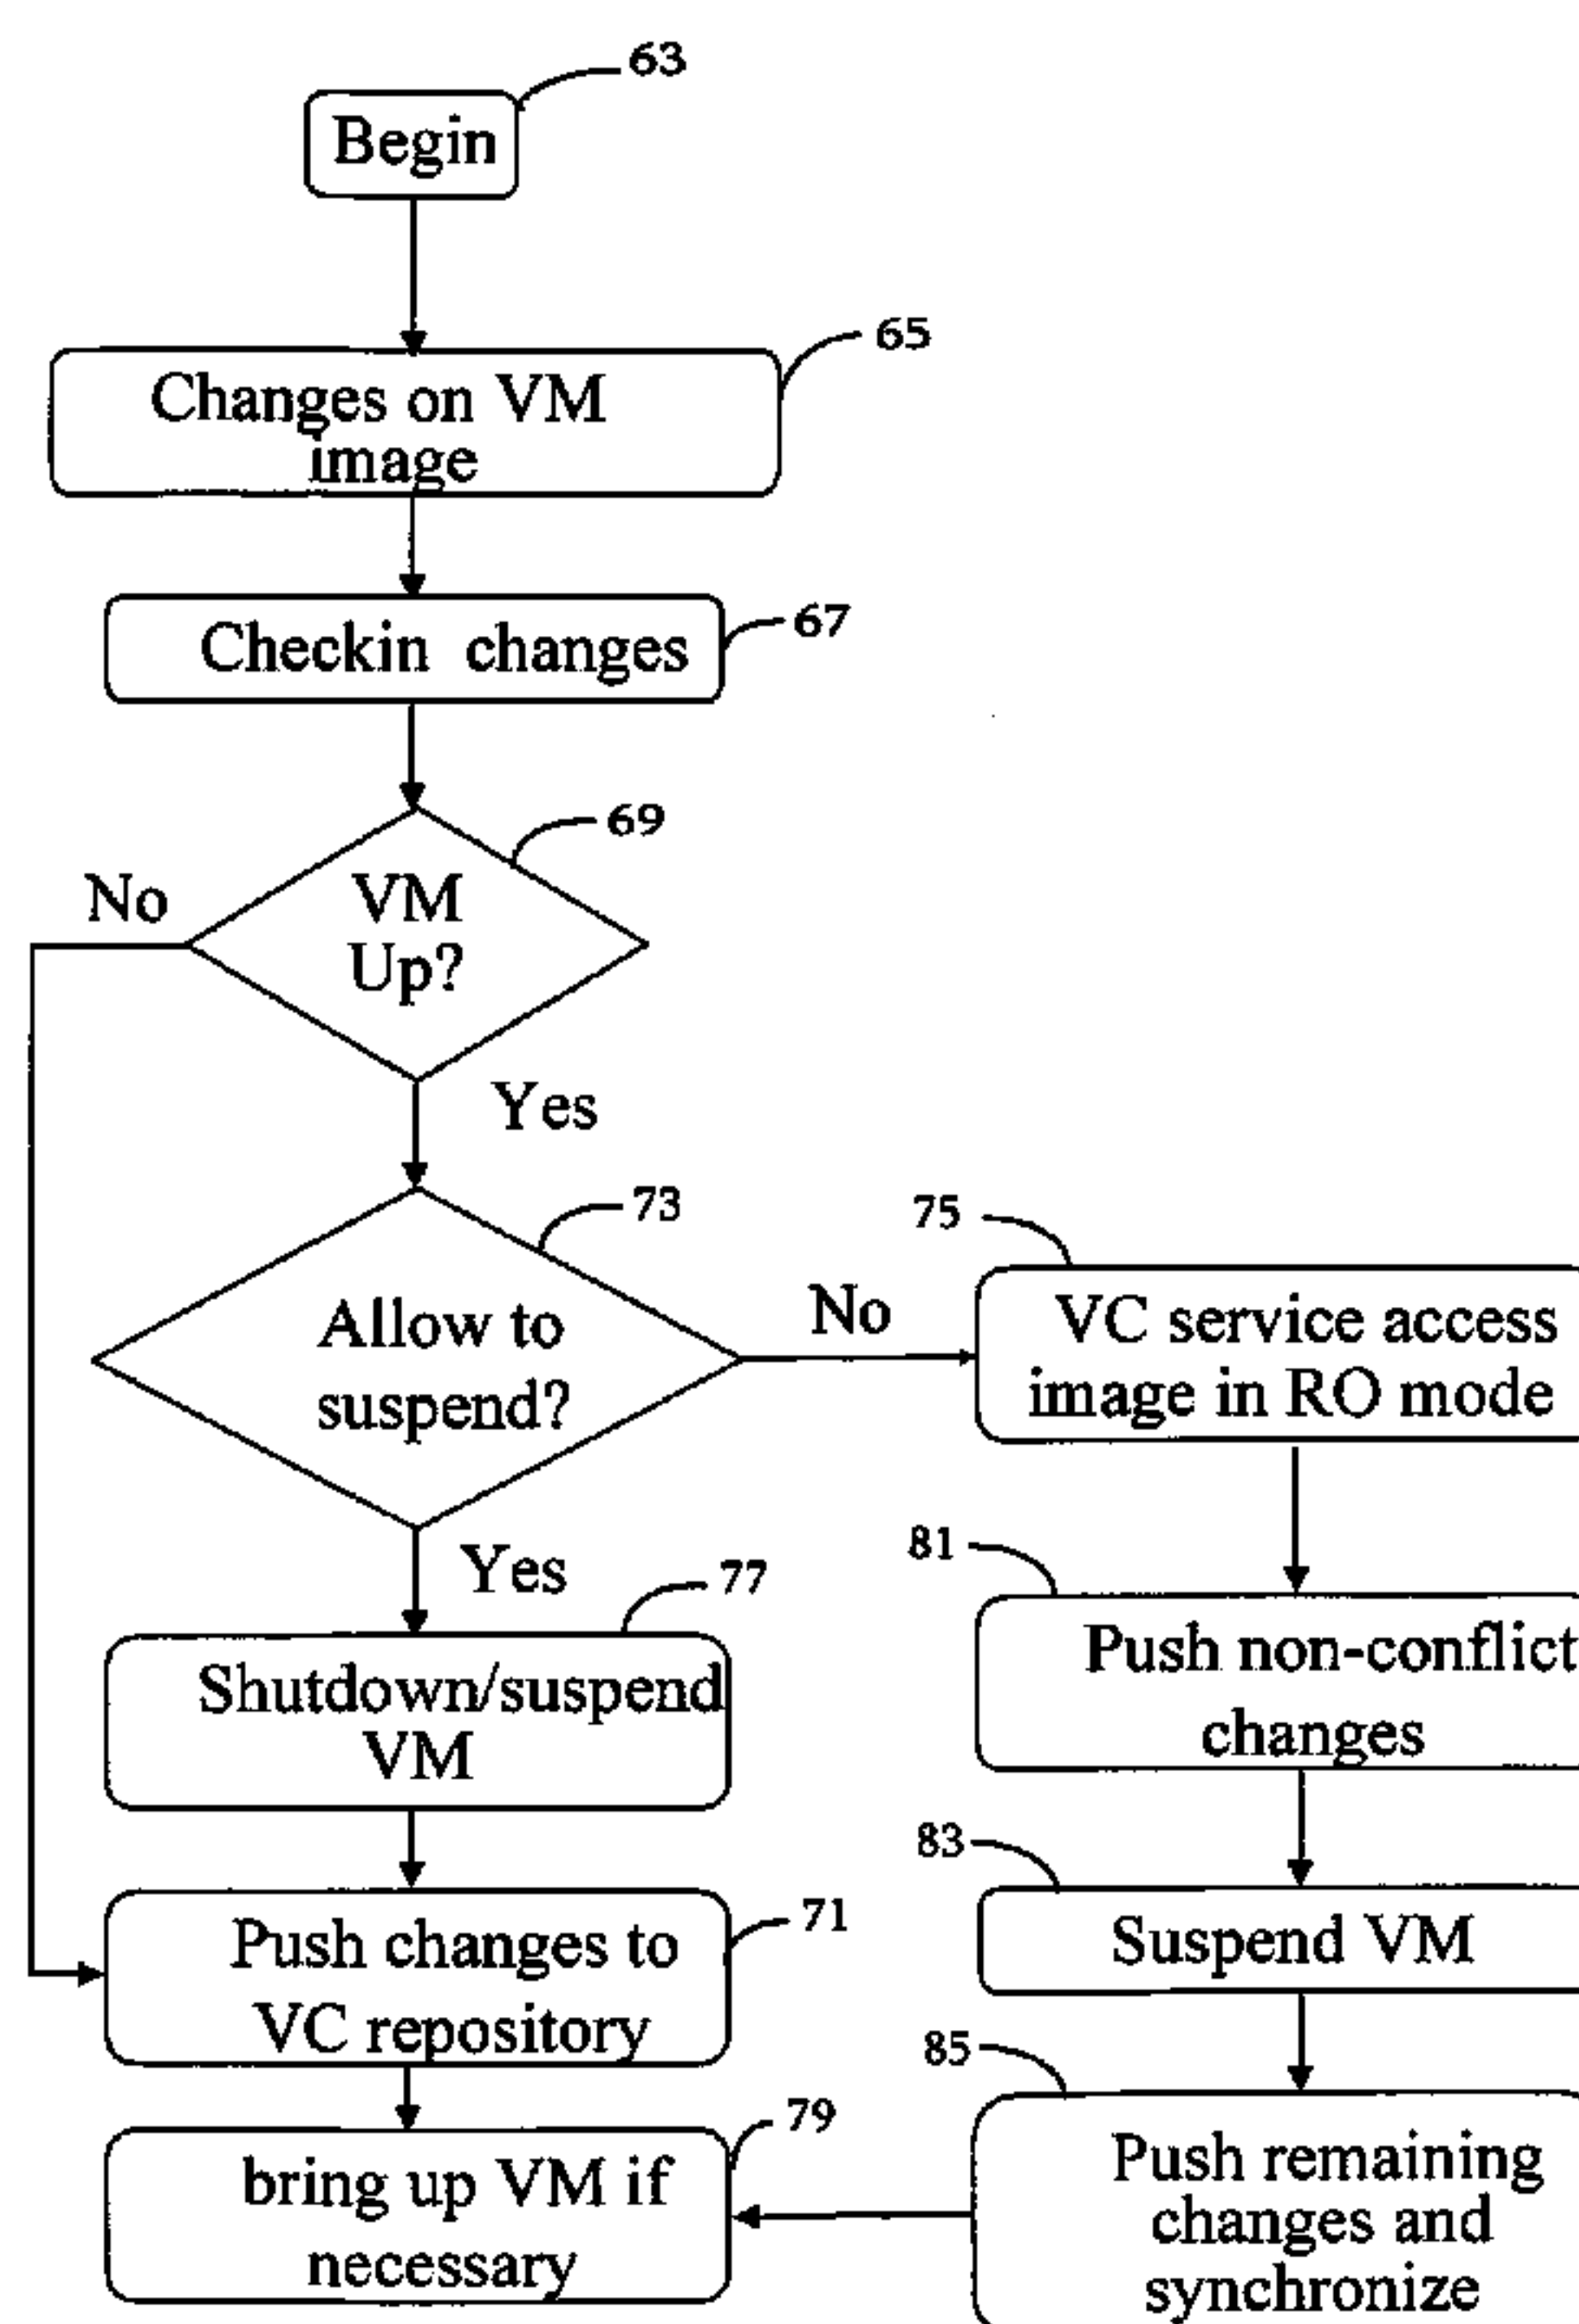 63
Begin
65
Changes on VM
image
Checkin changes
67
69
No
VM
Up?
Yes
73
Allow to
suspend?
No
75
VC service access
image in RO mode
Yes
77
Shutdown/suspend
VM
81
Push non-conflict
changes
83
Suspend VM
71
Push changes to
VC repository
85
Push remaining
changes and
synchronize
79
bring up VM if
necessary